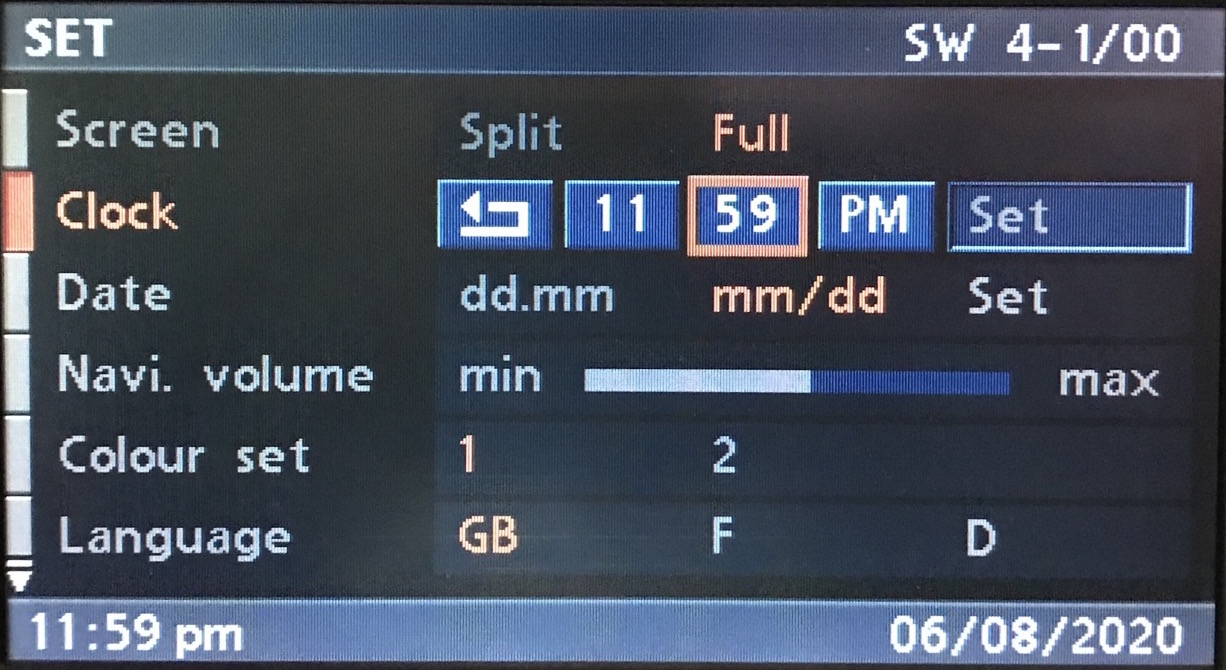 SET SW 4-1/00
Screen Split Full
Clock 11 59 PM Set
Date dd.mm mm/dd Set
Navi. volume min max
Colour set 1 2
Language GB F D
11:59 pm 06/08/2020